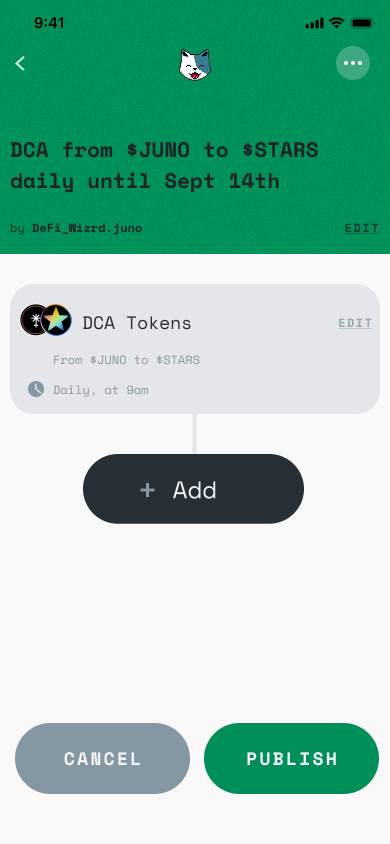 9:41
DCA from $JUNO to $STARS
daily until Sept 14th
by DeFi_Wizrd.juno EDIT
DCA Tokens EDIT
From $JUNO to $STARS
Daily, at 9am
+ Add
CANCEL PUBLISH